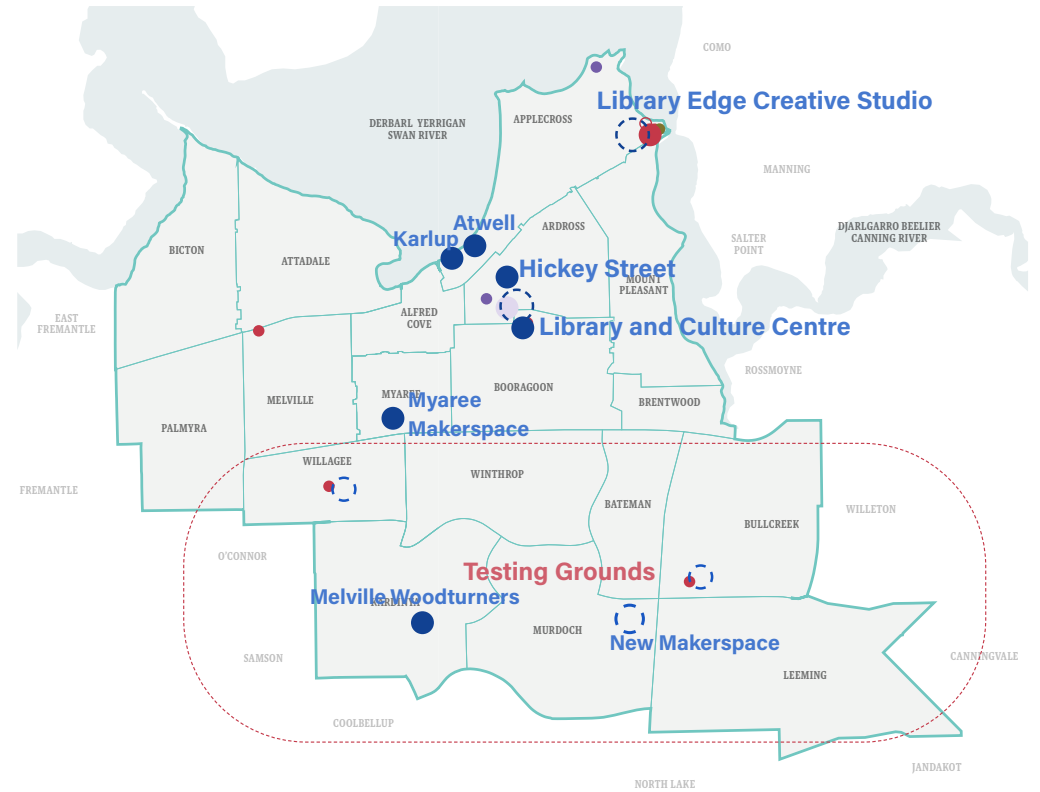 COMO
Library Edge Creative Studio
APPLECROSS
DERBARL YERRIGAN
SWAN RIVER
MANNING
Atwell
Karlup
ARDROSS
DJARLGARRO BEELIER
CANNING RIVER
SALTER
POINT
BICTON
ATTADALE
Hickey Street
MOUNT
PLEASANT
EAST
FREMANTLE
ALFRED
COVE
Library and Culture Centre
ROSSMOYNE
MELVILLE
MYAREE
Myaree
Makerspace
BOORAGOON
BRENTWOOD
PALMYRA
WILLAGEE
WINTHROP
FREMANTLE
BATEMAN
BULLCREEK
WILLETON
O'CONNOR
Testing Grounds
Melville Woodturners
KARDINYA
MURDOCH
New Makerspace
SAMSON
CANNINGVALE
LEEMING
COOLBELLUP
JANDAKOT
NORTH LAKE